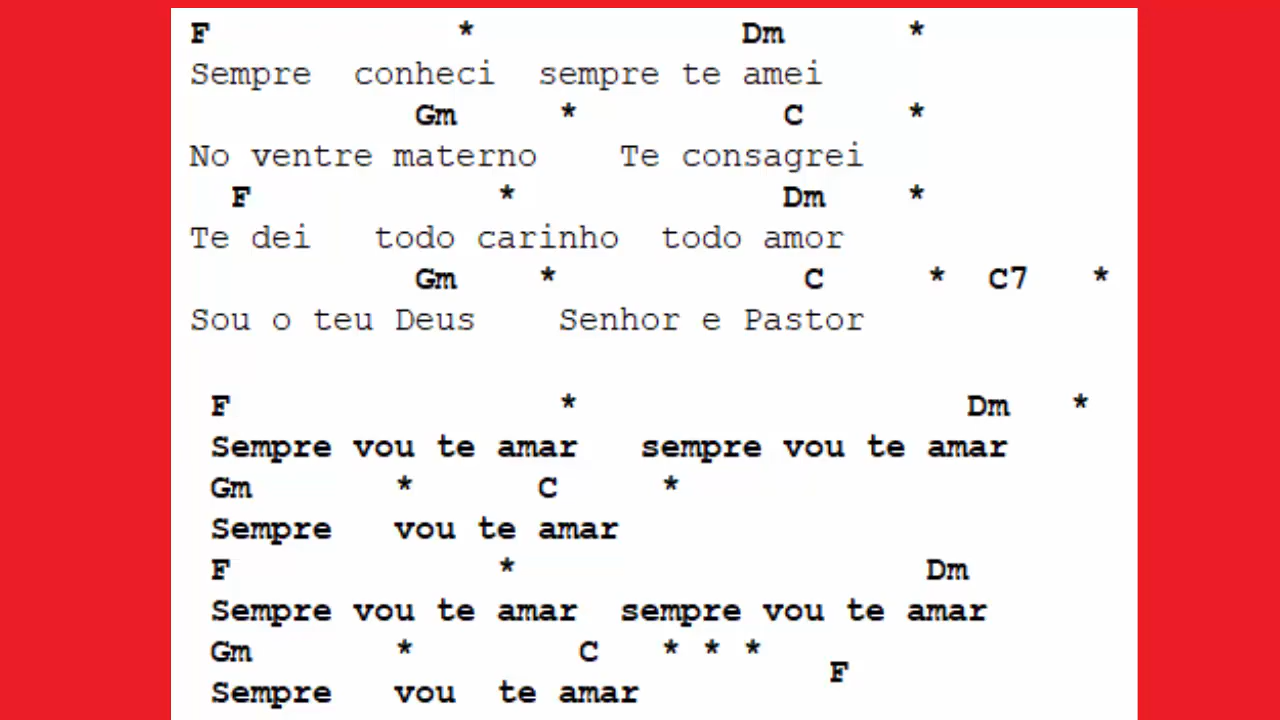 F            *             Dm      *
Sempre  conheci  sempre te amei
           Gm     *          C     *
No ventre materno    Te consagrei
  F            *             Dm    *
Te dei   todo carinho  todo amor
           Gm    *            C     *  C7   *
Sou o teu Deus    Senhor e Pastor
F                *                   Dm   *
Sempre vou te amar   sempre vou te amar
Gm       *      C     *
Sempre   vou te amar
F             *                    Dm
Sempre vou te amar  sempre vou te amar
Gm       *        C   * * *
F
Sempre   vou  te amar